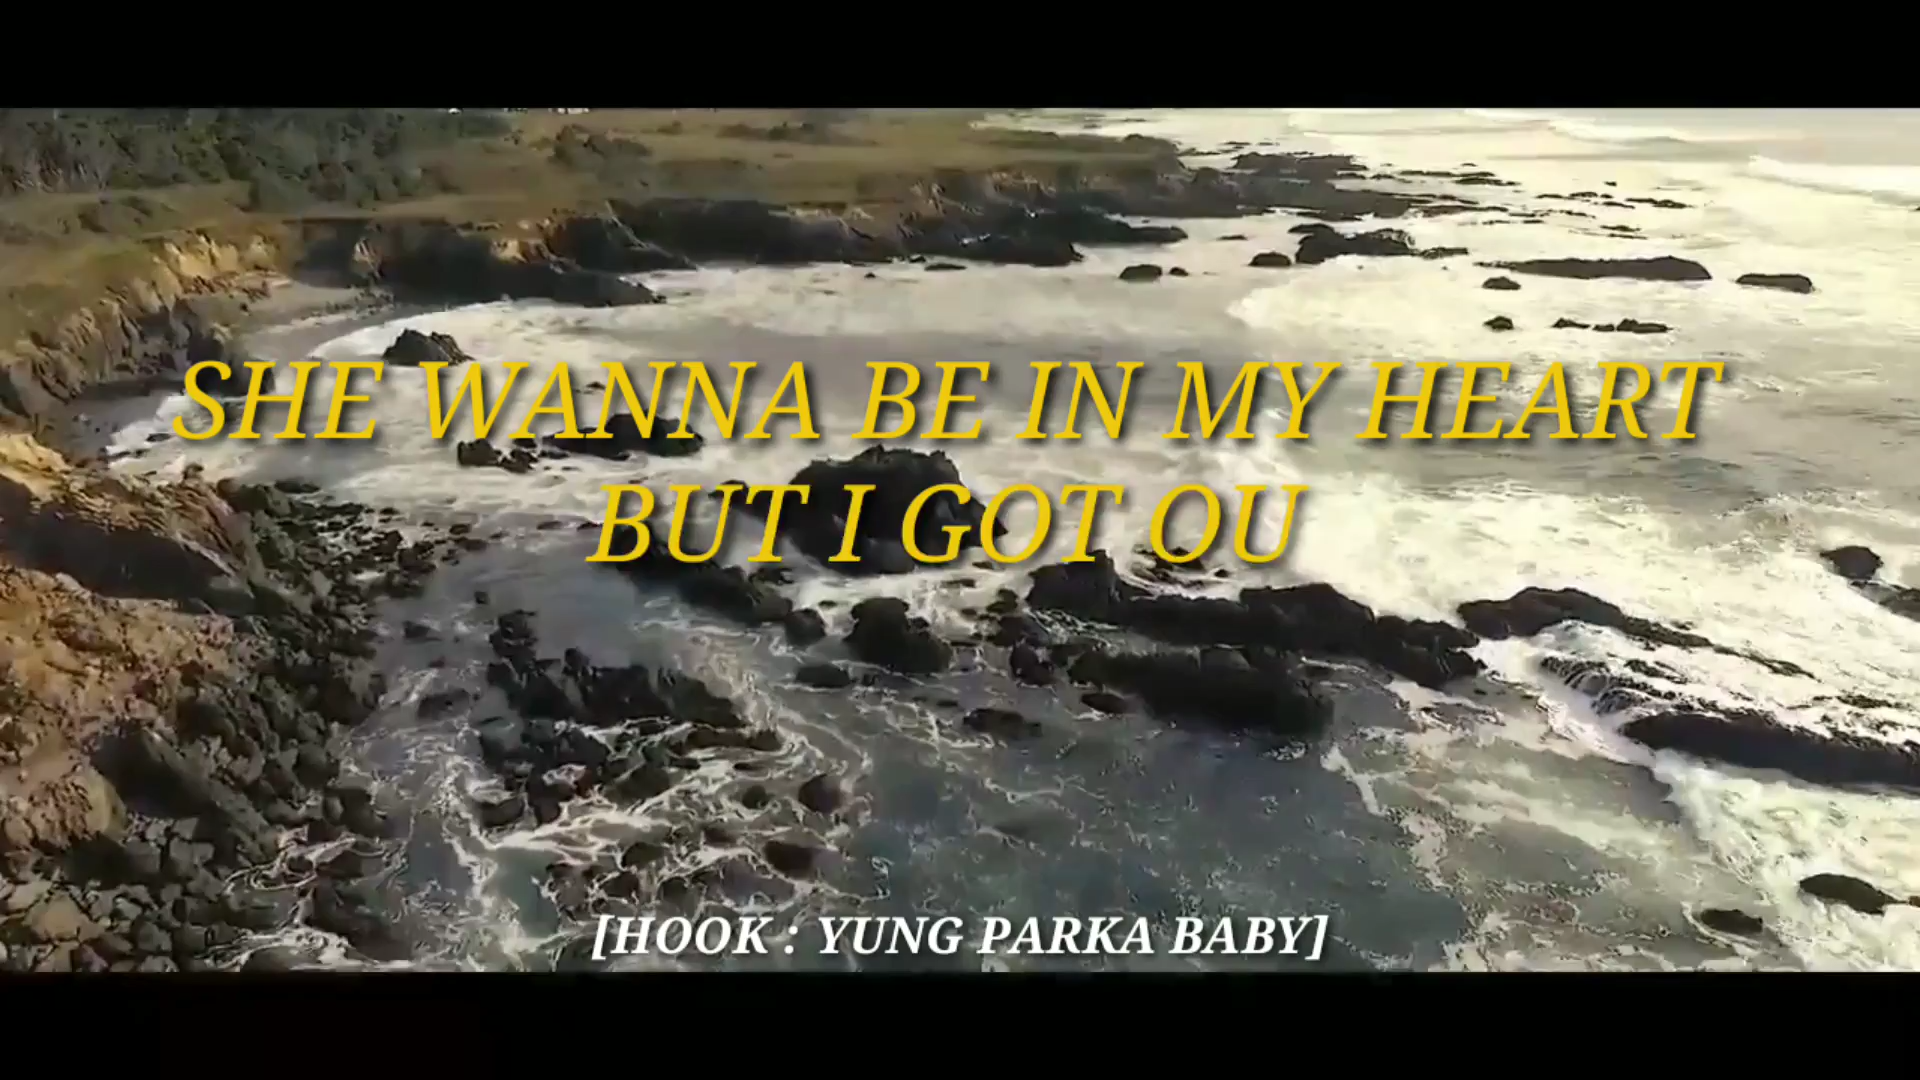 SHE WANNA BE IN MY HEART
BUT I GOT OU
[HOOK : YUNG PARKA BABY]